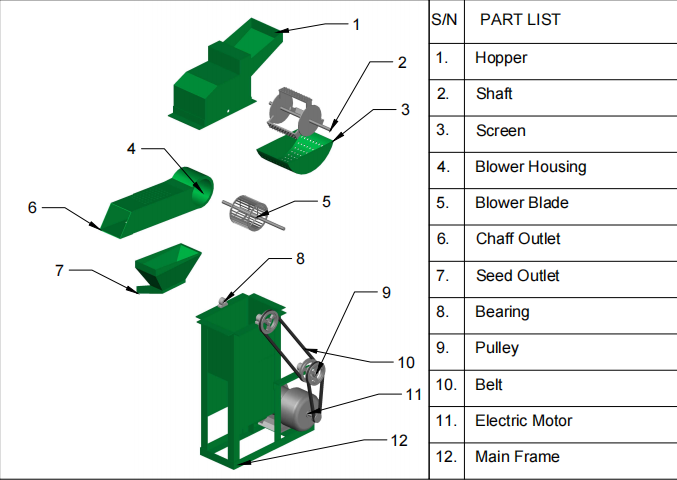 1
2
3
4
5
6
7
8
9
10
11
12
S/N PART LIST
1. Hopper
2. Shaft
3. Screen
4. Blower Housing
5. Blower Blade
6. Chaff Outlet
7. Seed Outlet
8. Bearing
9. Pulley
10. Belt
11. Electric Motor
12. Main Frame